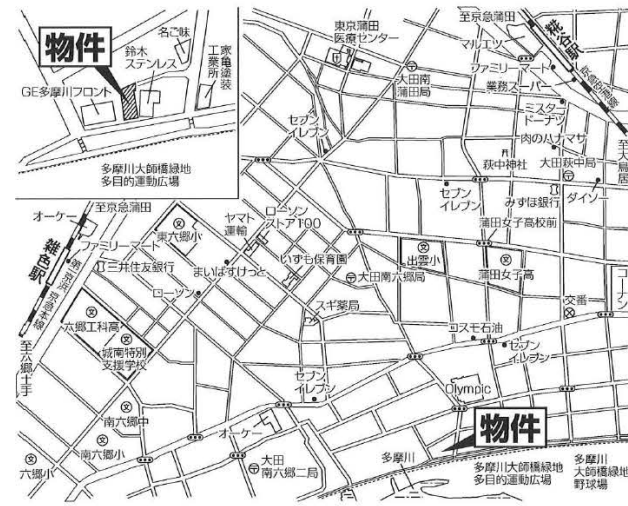 物件
名ご味
鈴木
ステンレス
家亀塗装
工業所
GE多摩川フロント
多摩川大師橋緑地
多目的運動広場
東京蒲田
医療センター
大田南
蒲田局
至京急蒲田
マルエツ
糀谷駅
ファミリーマート
京急空港線
業務スーパー
ミスター
ドーナツ
肉のハナマサ
至大鳥居
セブン
イレブン
萩中神社
大田萩中局
セブン
イレブン
みずほ銀行
ダイソー
蒲田女子高校前
至京急蒲田
オーケー
雑色駅
ファミリーマート
第一京浜
京急本線
三井住友銀行
東六郷小
ヤマト
運輸
ローソン
ストア100
いずも保育園
まいばすけっと
ローソン
大田南六郷局
出雲小
蒲田女子高
コーナン
交番
スギ薬局
コスモ石油
セブン
イレブン
六郷工科高
城南特別
支援学校
至六郷土手
セブン
イレブン
Olympic
南六郷中
オーケー
物件
南六郷小
六郷小
大田
南六郷二局
多摩川
多摩川大師橋緑地
多目的運動広場
多摩川
大師橋緑地
野球場